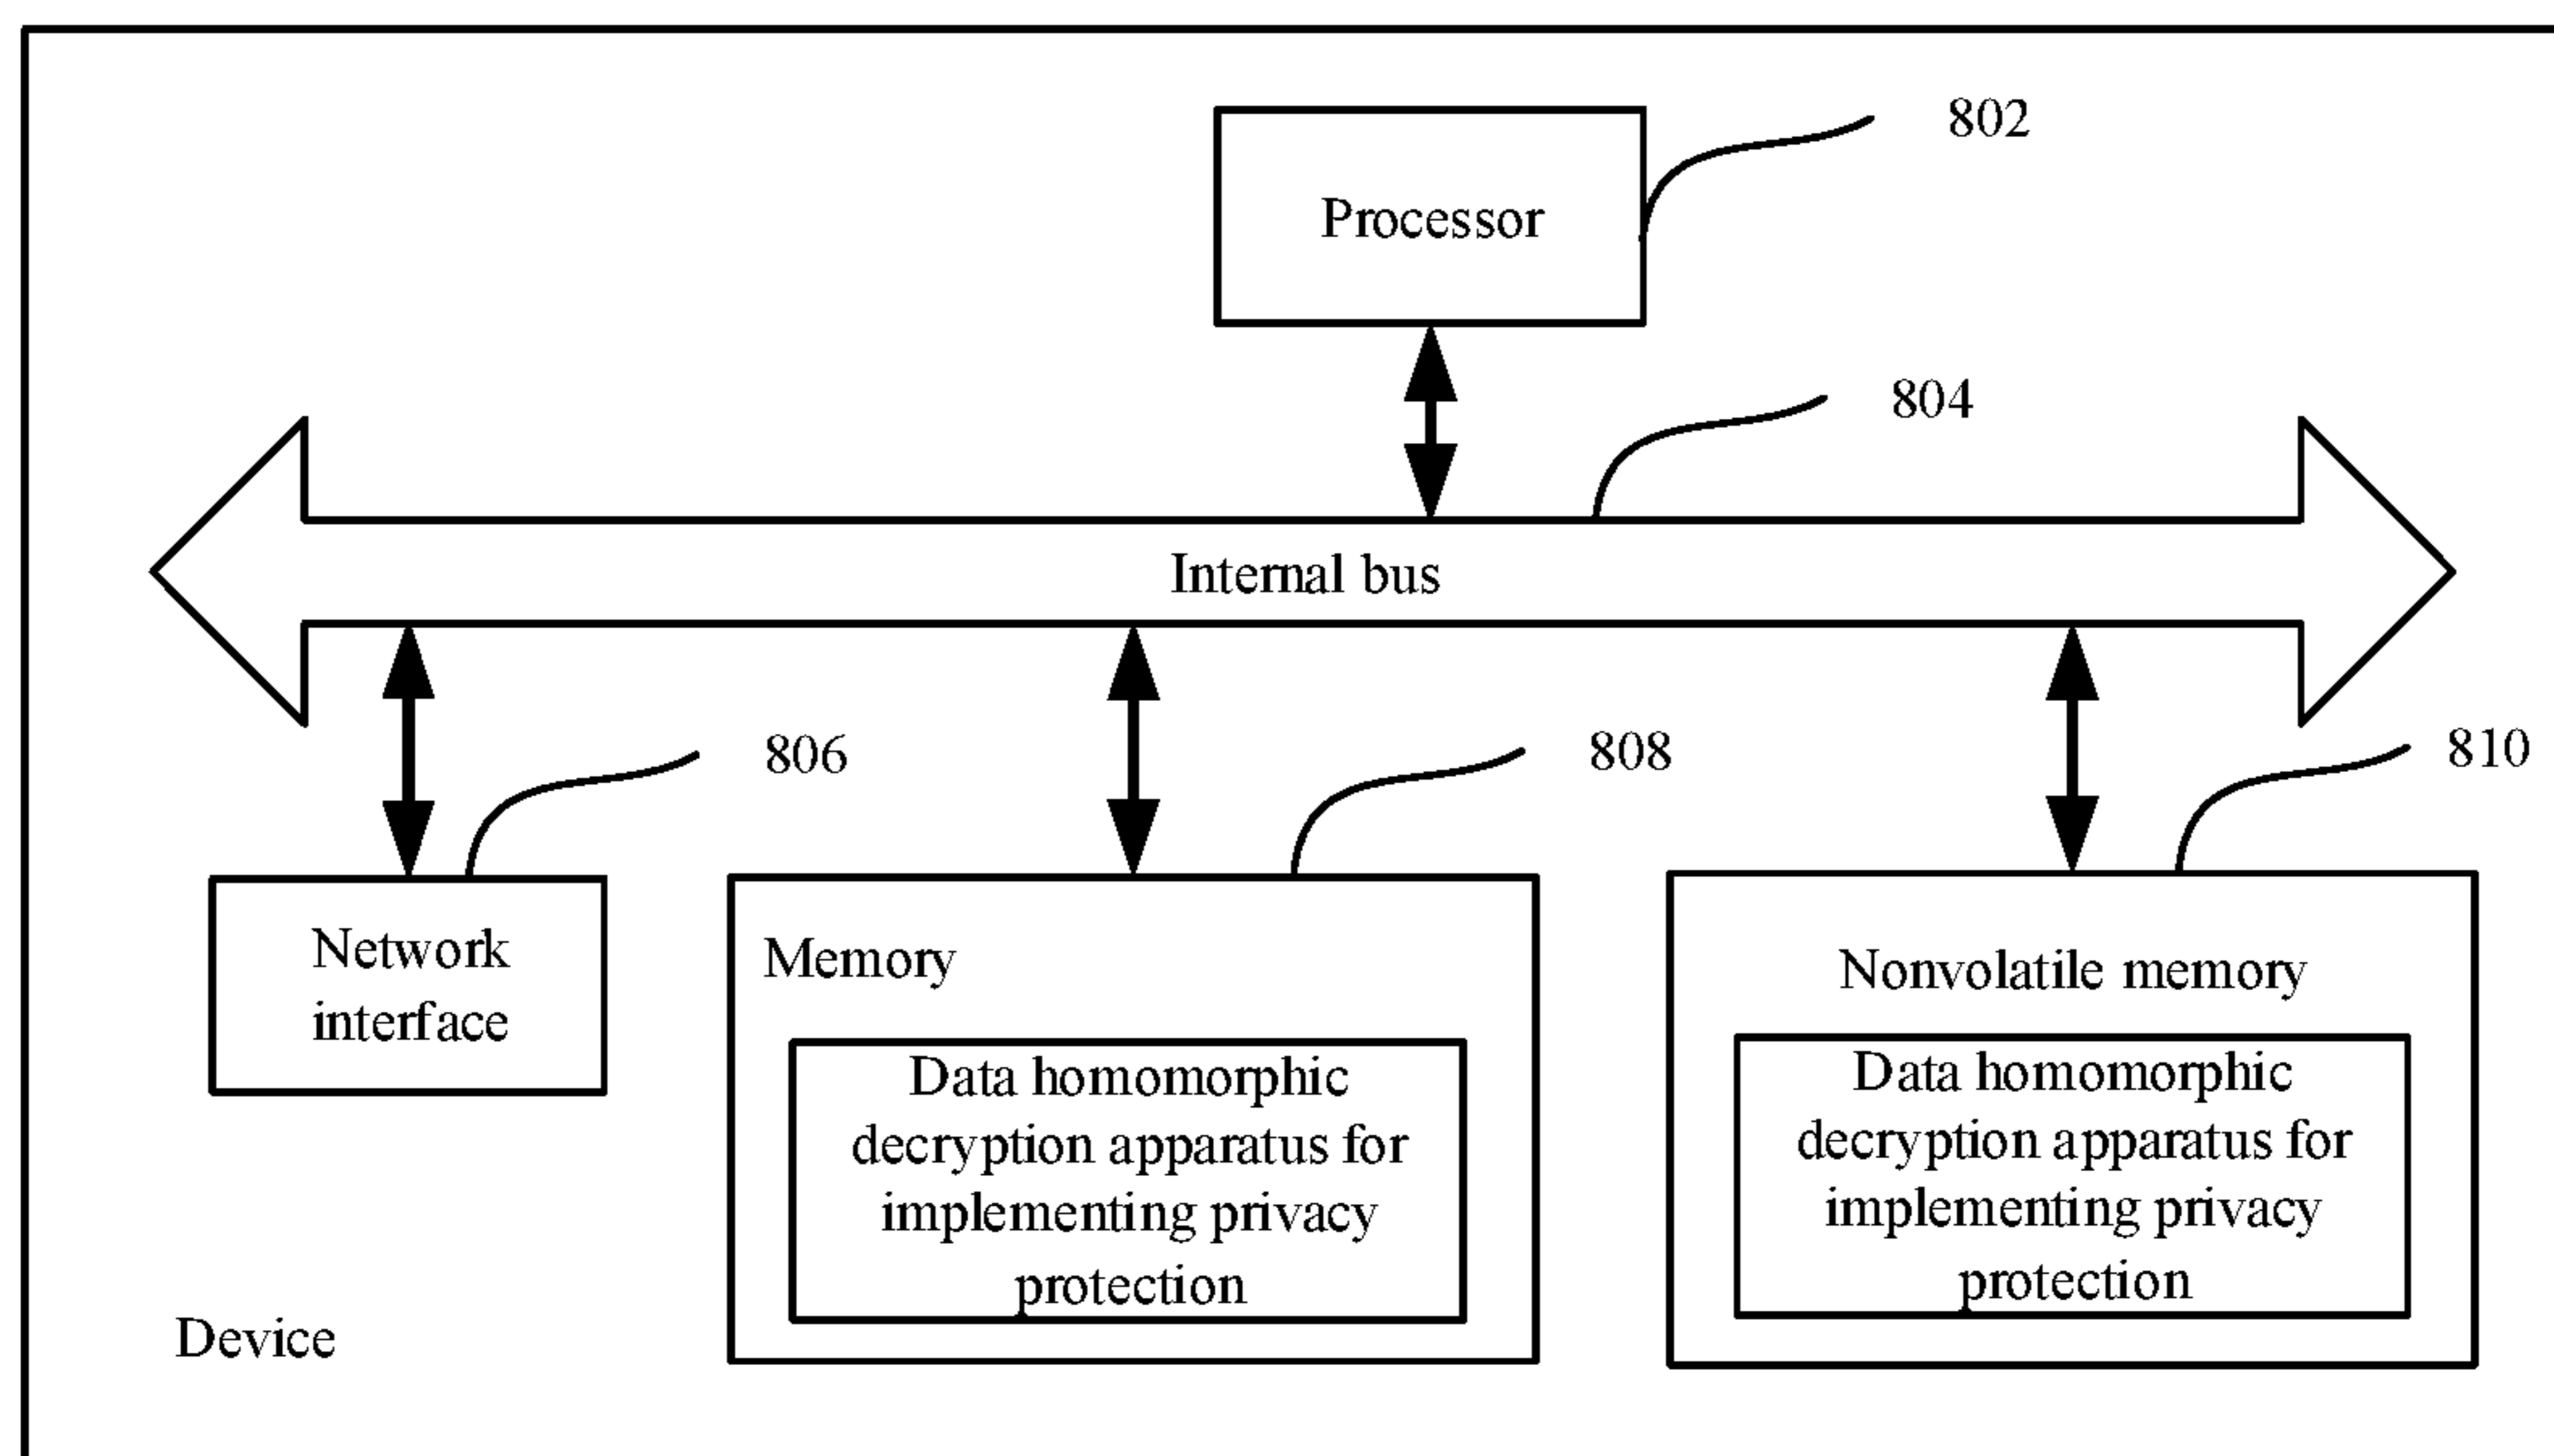 802
Processor
804
Internal bus
806
808
810
Network
interface
Memory
Data homomorphic
decryption apparatus for
implementing privacy
protection
Nonvolatile memory
Data homomorphic
decryption apparatus for
implementing privacy
protection
Device